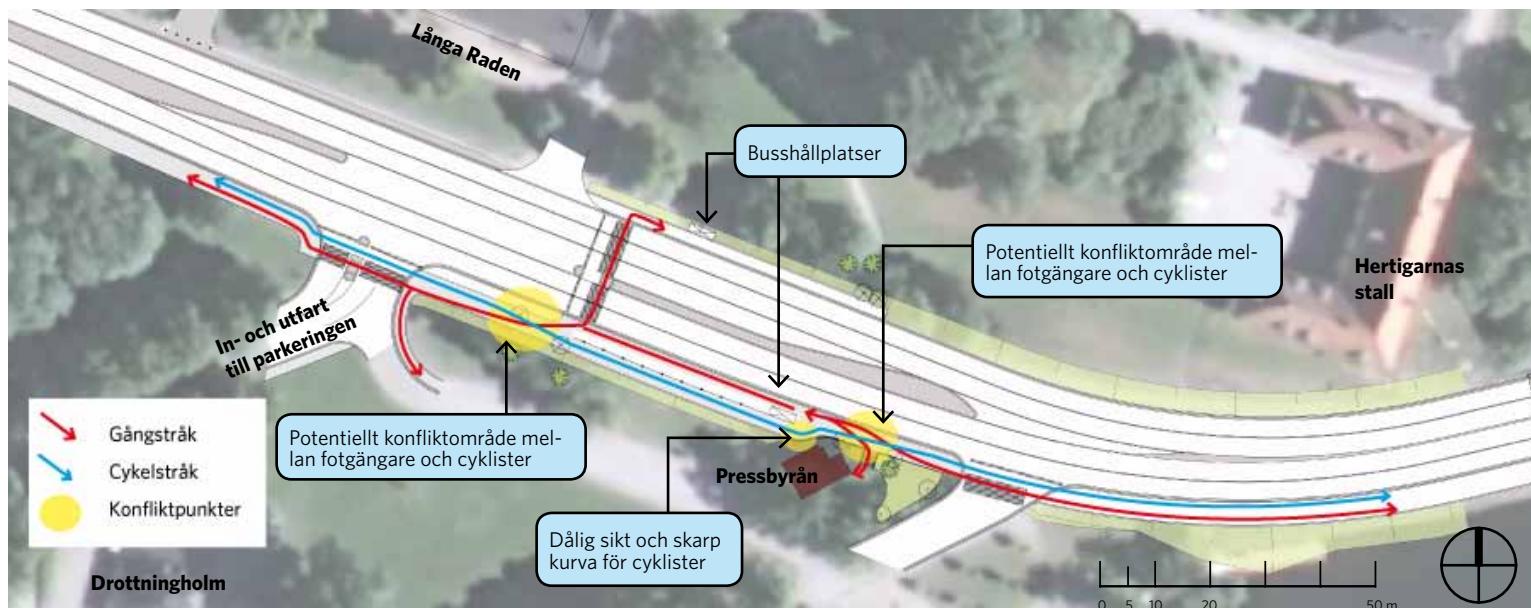 Långa Raden
Busshållplatser
Potentiellt konfliktområde mel-
lan fotgängare och cyklister
Hertigarnas
stall
In- och utfart
till parkeringen
Gångstråk
Cykelstråk
Konfliktpunkter
Potentiellt konfliktområde mel-
lan fotgängare och cyklister
Pressbyrån
Dålig sikt och skarp
kurva för cyklister
Drottningholm
0 5 10 20 50 m